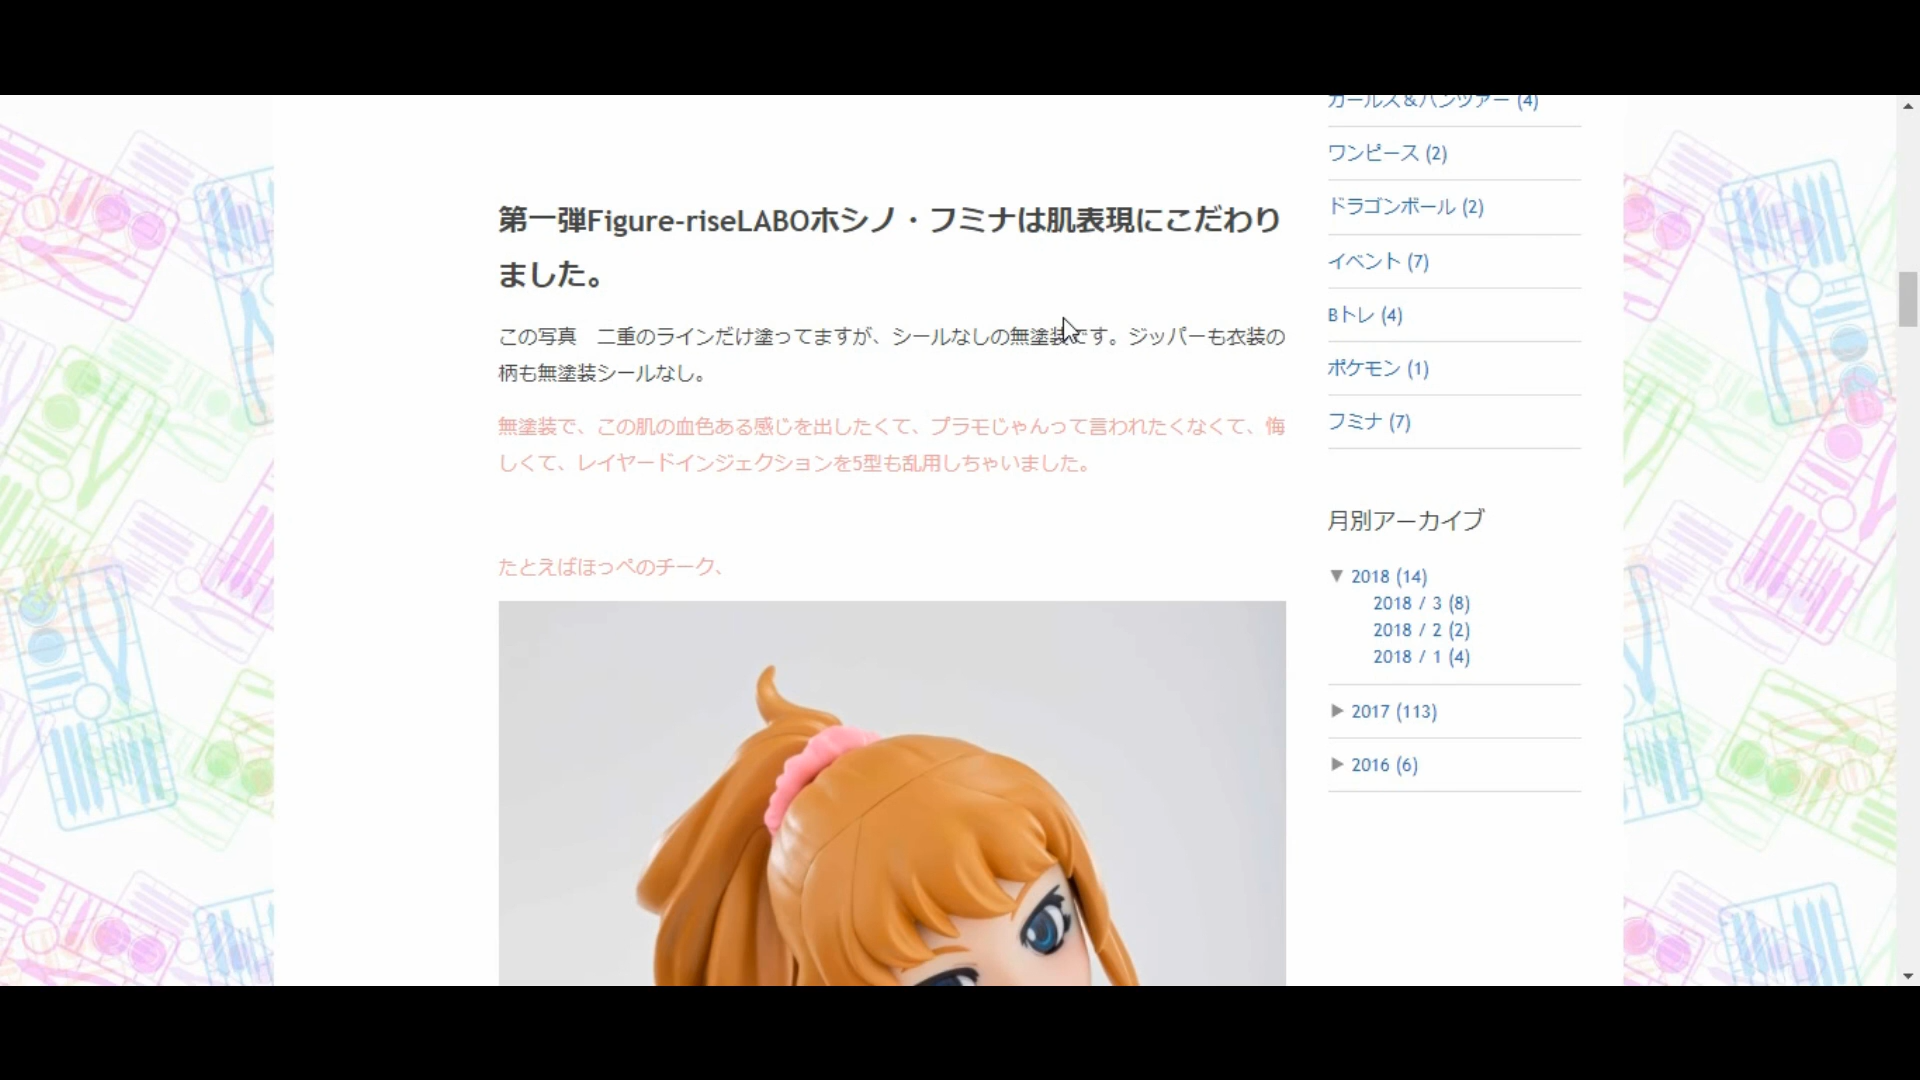 第一弾Figure-riseLABOホシノ・フミナは肌表現にこだわり
ました。
この写真　二重のラインだけ塗ってますが、シールなしの無塗装です。ジッパーも衣装の
柄も無塗装シールなし。
無塗装で、この肌の血色ある感じを出したくて、プラモじゃんって言われたくなくて、悔
しくて、レイヤードインジェクションを5型も乱用しちゃいました。
たとえばほっぺのチーク、
ガールズ＆パンツァー (4)
ワンピース (2)
ドラゴンボール (2)
イベント (7)
Bトレ (4)
ポケモン (1)
フミナ (7)
月別アーカイブ
▼ 2018 (14)
2018 / 3 (8)
2018 / 2 (2)
2018 / 1 (4)
▶ 2017 (113)
▶ 2016 (6)